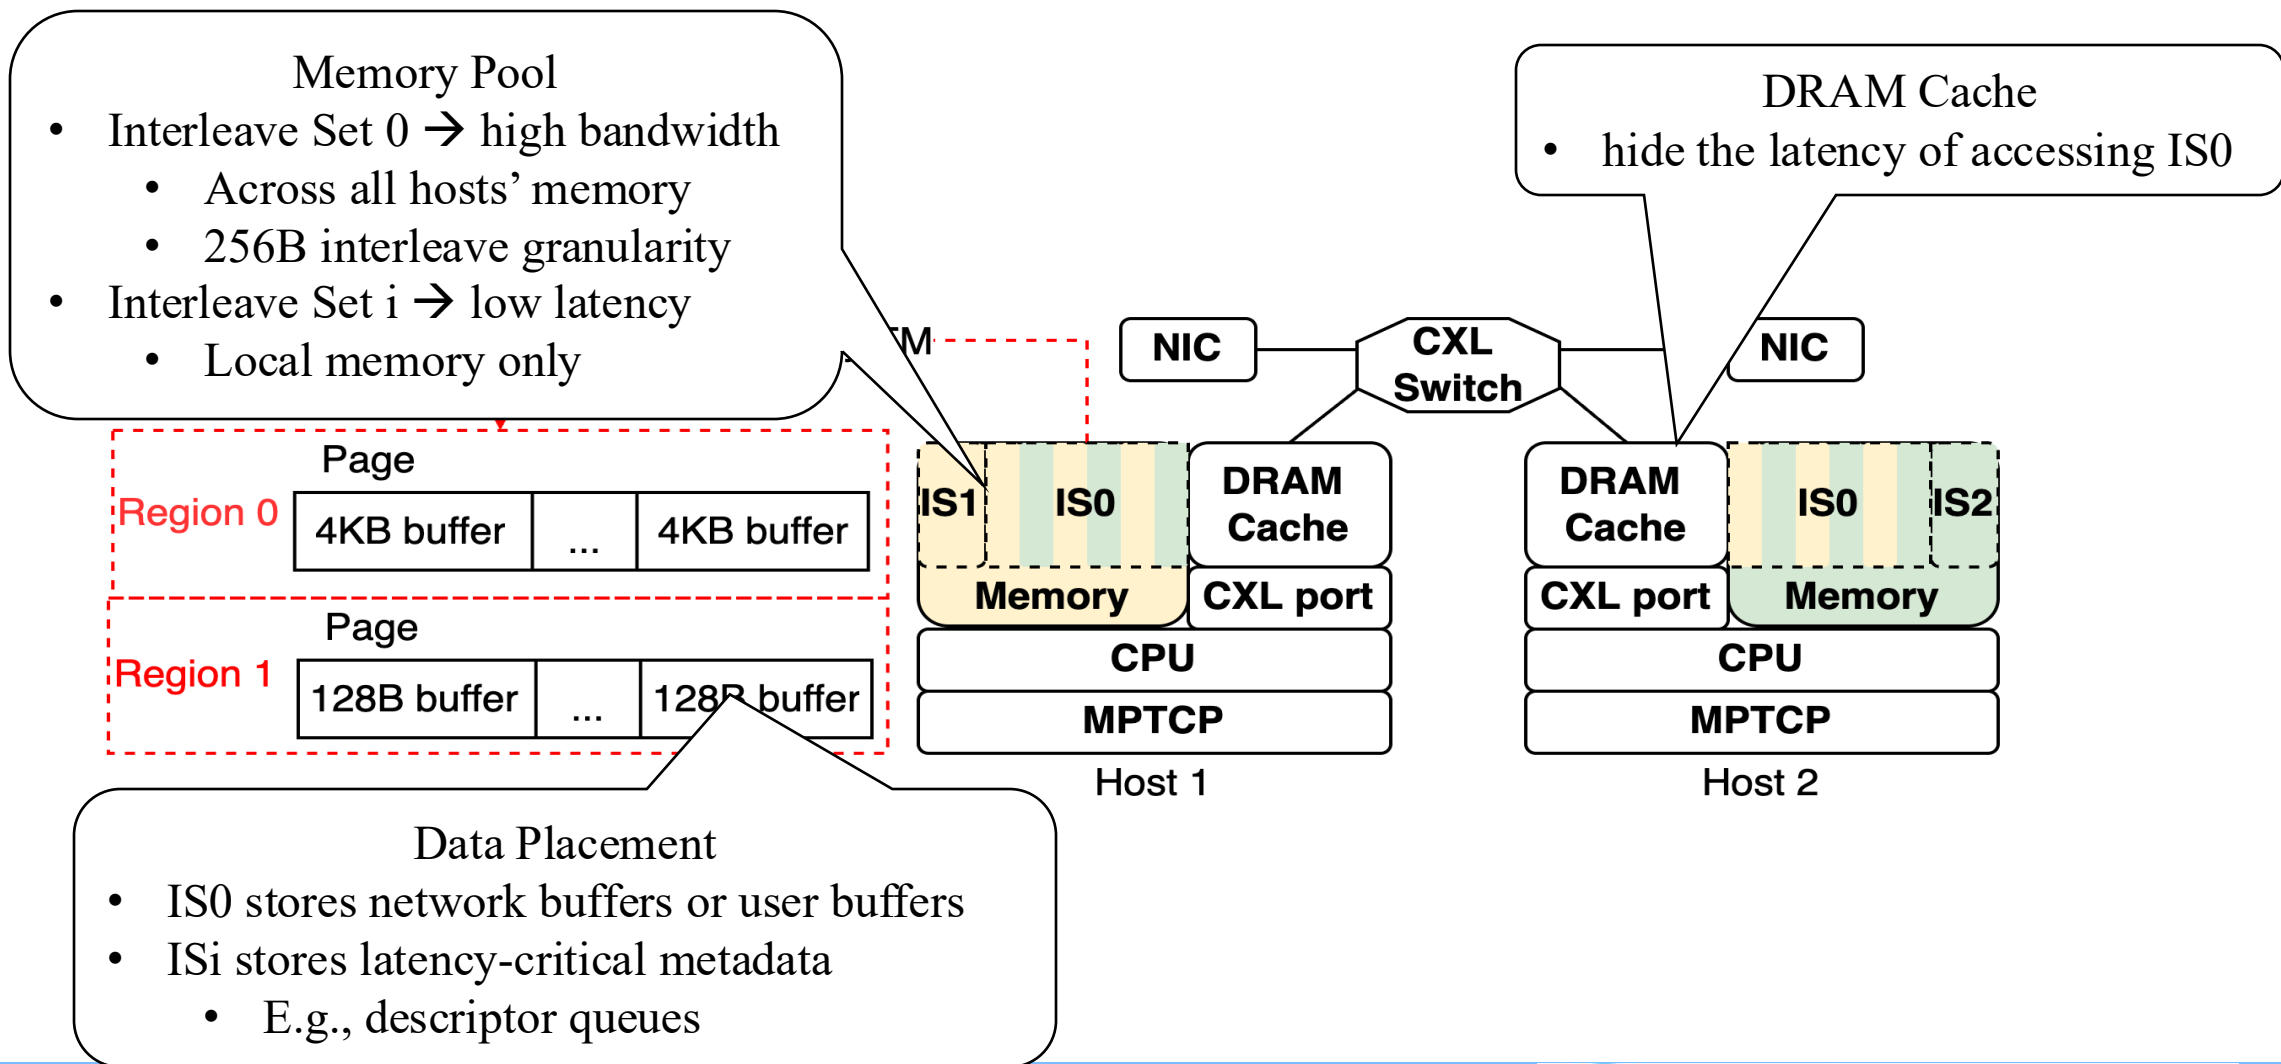 Memory Pool
• Interleave Set 0 → high bandwidth
• Across all hosts’ memory
• 256B interleave granularity
• Interleave Set i → low latency
• Local memory only
DRAM Cache
• hide the latency of accessing IS0
NIC
CXL
Switch
NIC
Region 0
Page
4KB buffer
...
4KB buffer
Region 1
Page
128B buffer
...
128B buffer
IS1
IS0
DRAM
Cache
Memory
CXL port
CPU
MPTCP
Host 1
DRAM
Cache
IS0
IS2
CXL port
Memory
CPU
MPTCP
Host 2
Data Placement
• IS0 stores network buffers or user buffers
• ISi stores latency-critical metadata
• E.g., descriptor queues